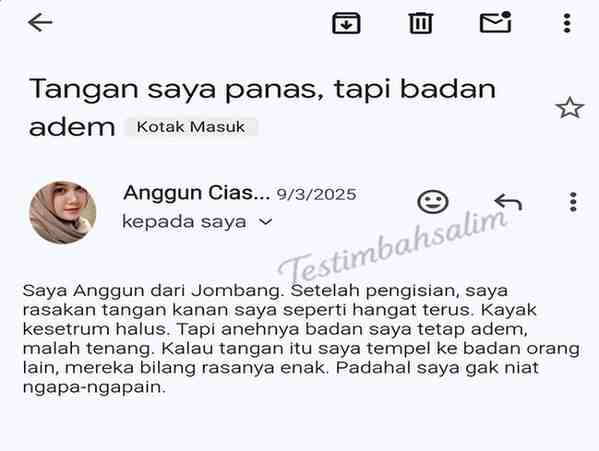 Tangan saya panas, tapi badan
adem Kotak Masuk
Anggun Cias... 9/3/2025
kepada saya
Testimbahsalim
Saya Anggun dari Jombang. Setelah pengisian, saya
rasakan tangan kanan saya seperti hangat terus. Kayak
kesetrum halus. Tapi anehnya badan saya tetap adem,
malah tenang. Kalau tangan itu saya tempel ke badan orang
lain, mereka bilang rasanya enak. Padahal saya gak niat
ngapa-ngapain.